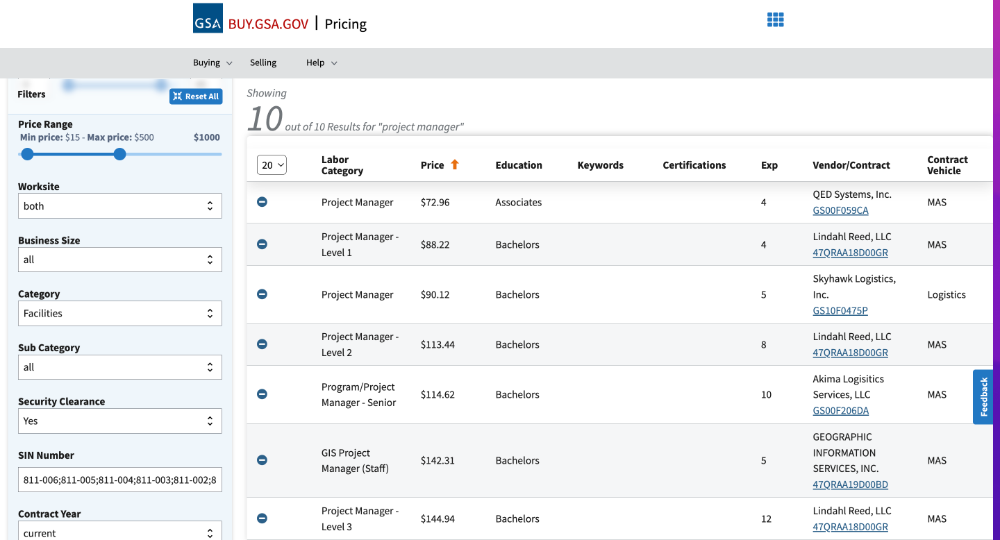 GSA BUY.GSA.GOV | Pricing
Buying Selling Help
Filters
Reset All
Price Range
Min price: $15 - Max price: $500 $1000
Worksite
both
Business Size
all
Category
Facilities
Sub Category
all
Security Clearance
Yes
SIN Number
811-006;811-005;811-004;811-003;811-002;8
Contract Year
current
Showing
10 out of 10 Results for "project manager"
20
Labor
Category
Price
Education
Keywords
Certifications
Exp
Vendor/Contract
Contract
Vehicle
Project Manager
$72.96
Associates
4
QED Systems, Inc.
GS00F059CA
MAS
Project Manager -
Level 1
$88.22
Bachelors
4
Lindahl Reed, LLC
47QRAA18D00GR
MAS
Project Manager
$90.12
Bachelors
5
Skyhawk Logistics,
Inc.
GS10F0475P
Logistics
Project Manager -
Level 2
$113.44
Bachelors
8
Lindahl Reed, LLC
47QRAA18D00GR
MAS
Program/Project
Manager - Senior
$114.62
Bachelors
10
Akima Logisitics
Services, LLC
GS00F206DA
MAS
GIS Project
Manager (Staff)
$142.31
Bachelors
5
GEOGRAPHIC
INFORMATION
SERVICES, INC.
47QRAA19D00BD
MAS
Project Manager -
Level 3
$144.94
Bachelors
12
Lindahl Reed, LLC
47QRAA18D00GR
MAS
Feedback